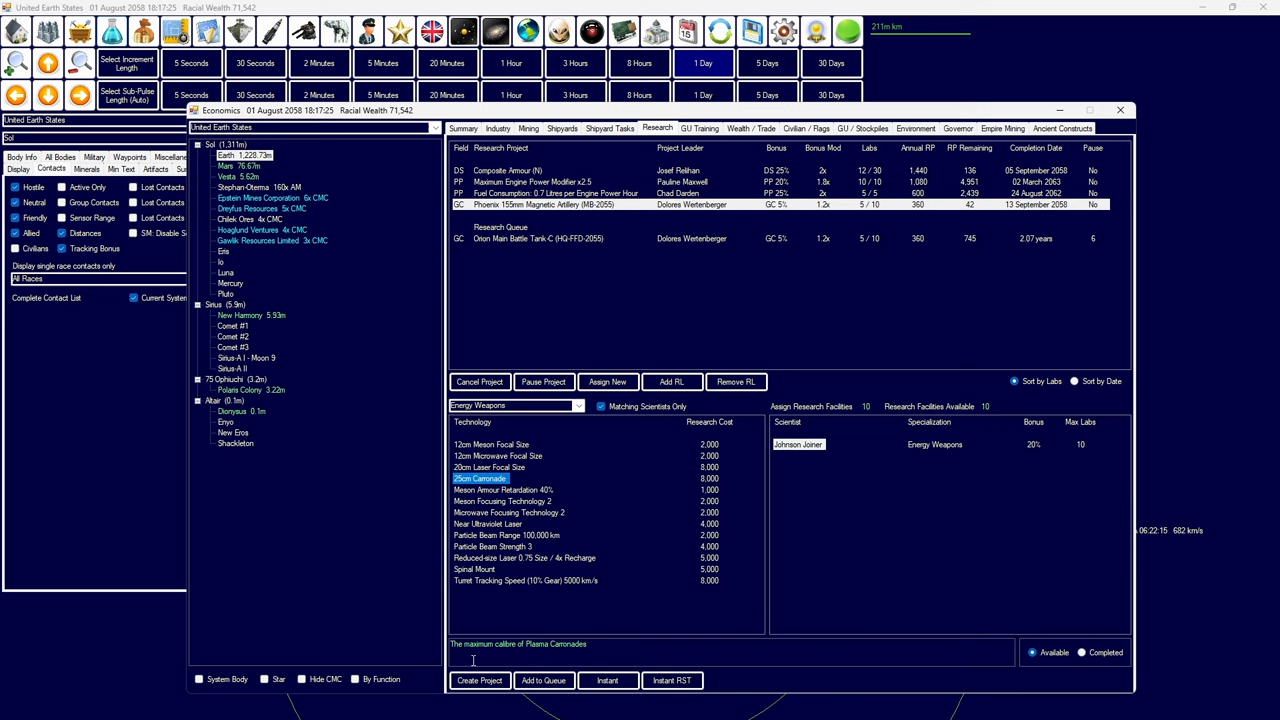 United Earth States 01 August 2058 18:17:25 Racial Wealth 71,542
211m km
Select Increment Length 5 Seconds 30 Seconds 2 Minutes 5 Minutes 20 Minutes 1 Hour 3 Hours 8 Hours 1 Day 5 Days 30 Days
Select Sub-Pulse Length (Auto) 5 Seconds 30 Seconds 2 Minutes 5 Minutes 20 Minutes 1 Hour 3 Hours 8 Hours 1 Day 5 Days 30 Days
United Earth States
Sol
Body Info All Bodies Military Waypoints Miscellane
Display Contacts Minerals Min Text Artifacts Su
Hostile Active Only Lost Contacts
Neutral Group Contacts Lost Contacts
Friendly Sensor Range Lost Contacts
Allied Distances SM: Disable S
Civilians Tracking Bonus
Display single race contacts only
All Races
Complete Contact List Current System
Economics 01 August 2058 18:17:25 Racial Wealth 71,542
United Earth States
Sol (1,311m)
Earth 1,228.73m
Mars 76.67m
Vesta 5.62m
Stephan-Oterma 160x AM
Epstein Mines Corporation 6x CMC
Dreyfus Resources 5x CMC
Chilek Ores 4x CMC
Hoaglund Ventures 4x CMC
Gawlik Resources Limited 3x CMC
Eris
Io
Luna
Mercury
Pluto
Sirius (5.9m)
New Harmony 5.93m
Comet #1
Comet #2
Comet #3
Sirius-A I - Moon 9
Sirius-A II
75 Ophiuchi (3.2m)
Polaris Colony 3.22m
Altair (0.1m)
Dionysus 0.1m
Enyo
New Eros
Shackleton
System Body Star Hide CMC By Function
Summary Industry Mining Shipyards Shipyard Tasks Research GU Training Wealth / Trade Civilian / Flags GU / Stockpiles Environment Governor Empire Mining Ancient Constructs
Field Research Project Project Leader Bonus Bonus Mod Labs Annual RP RP Remaining Completion Date Pause
DS Composite Armour (N) Josef Relihan DS 25% 2x 12 / 30 1,440 136 05 September 2058 No
PP Maximum Engine Power Modifier x2.5 Pauline Maxwell PP 20% 1.8x 10 / 10 1,080 4,951 02 March 2063 No
PP Fuel Consumption: 0.7 Litres per Engine Power Hour Chad Darden PP 25% 2x 5 / 5 600 2,439 24 August 2062 No
GC Phoenix 155mm Magnetic Artillery (MB-2055) Dolores Wertenberger GC 5% 1.2x 5 / 10 360 42 13 September 2058 No
Research Queue
GC Orion Main Battle Tank-C (HQ-FFD-2055) Dolores Wertenberger GC 5% 1.2x 5 / 10 360 745 2.07 years 6
Cancel Project Pause Project Assign New Add RL Remove RL Sort by Labs Sort by Date
Energy Weapons Matching Scientists Only Assign Research Facilities 10 Research Facilities Available 10
Technology Research Cost
12cm Meson Focal Size 2,000
12cm Microwave Focal Size 2,000
20cm Laser Focal Size 8,000
25cm Carronade 8,000
Meson Armour Retardation 40% 1,000
Meson Focusing Technology 2 2,000
Microwave Focusing Technology 2 2,000
Near Ultraviolet Laser 4,000
Particle Beam Range 100,000km 2,000
Particle Beam Strength 3 4,000
Reduced-size Laser 0.75 Size / 4x Recharge 5,000
Spinal Mount 5,000
Turret Tracking Speed (10% Gear) 5000 km/s 8,000
Scientist Specialization Bonus Max Labs
Johnson Joiner Energy Weapons 20% 10
The maximum calibre of Plasma Carronades
Available Completed
Create Project Add to Queue Instant Instant RST
06:22:15 682 km/s